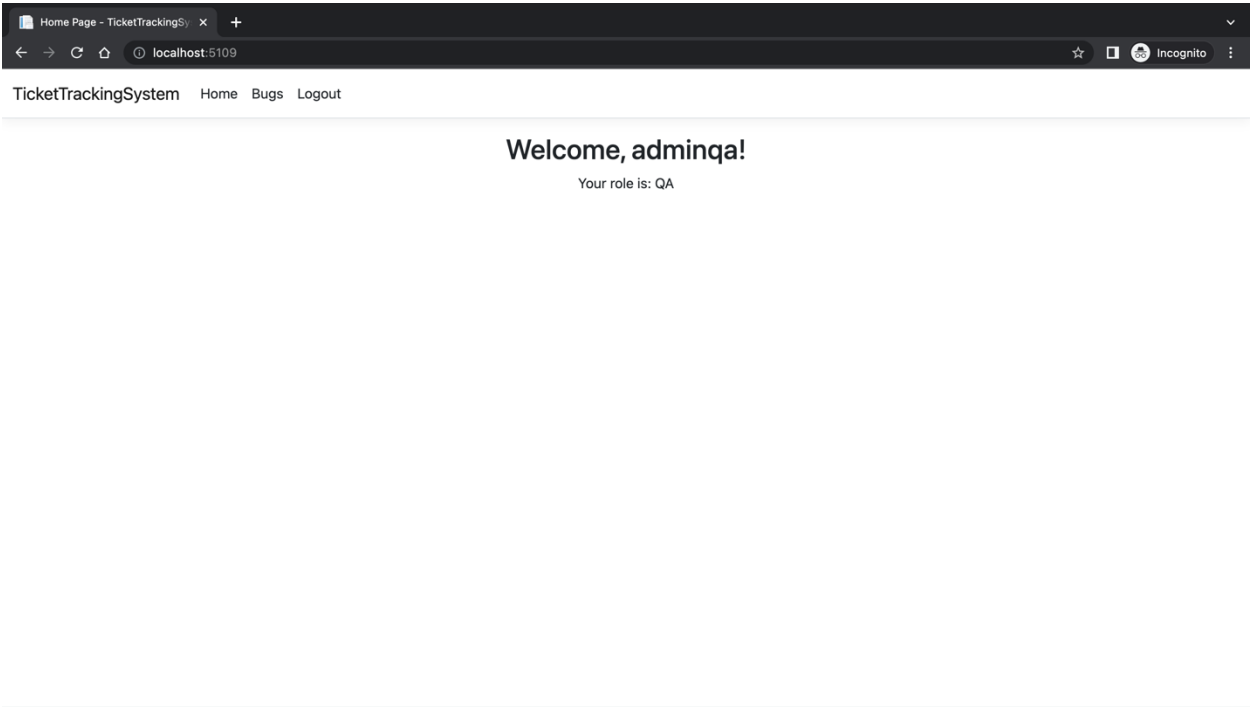 Home Page - TicketTrackingSy
localhost:5109
Incognito
TicketTrackingSystem Home Bugs Logout
Welcome, adminqa!
Your role is: QA